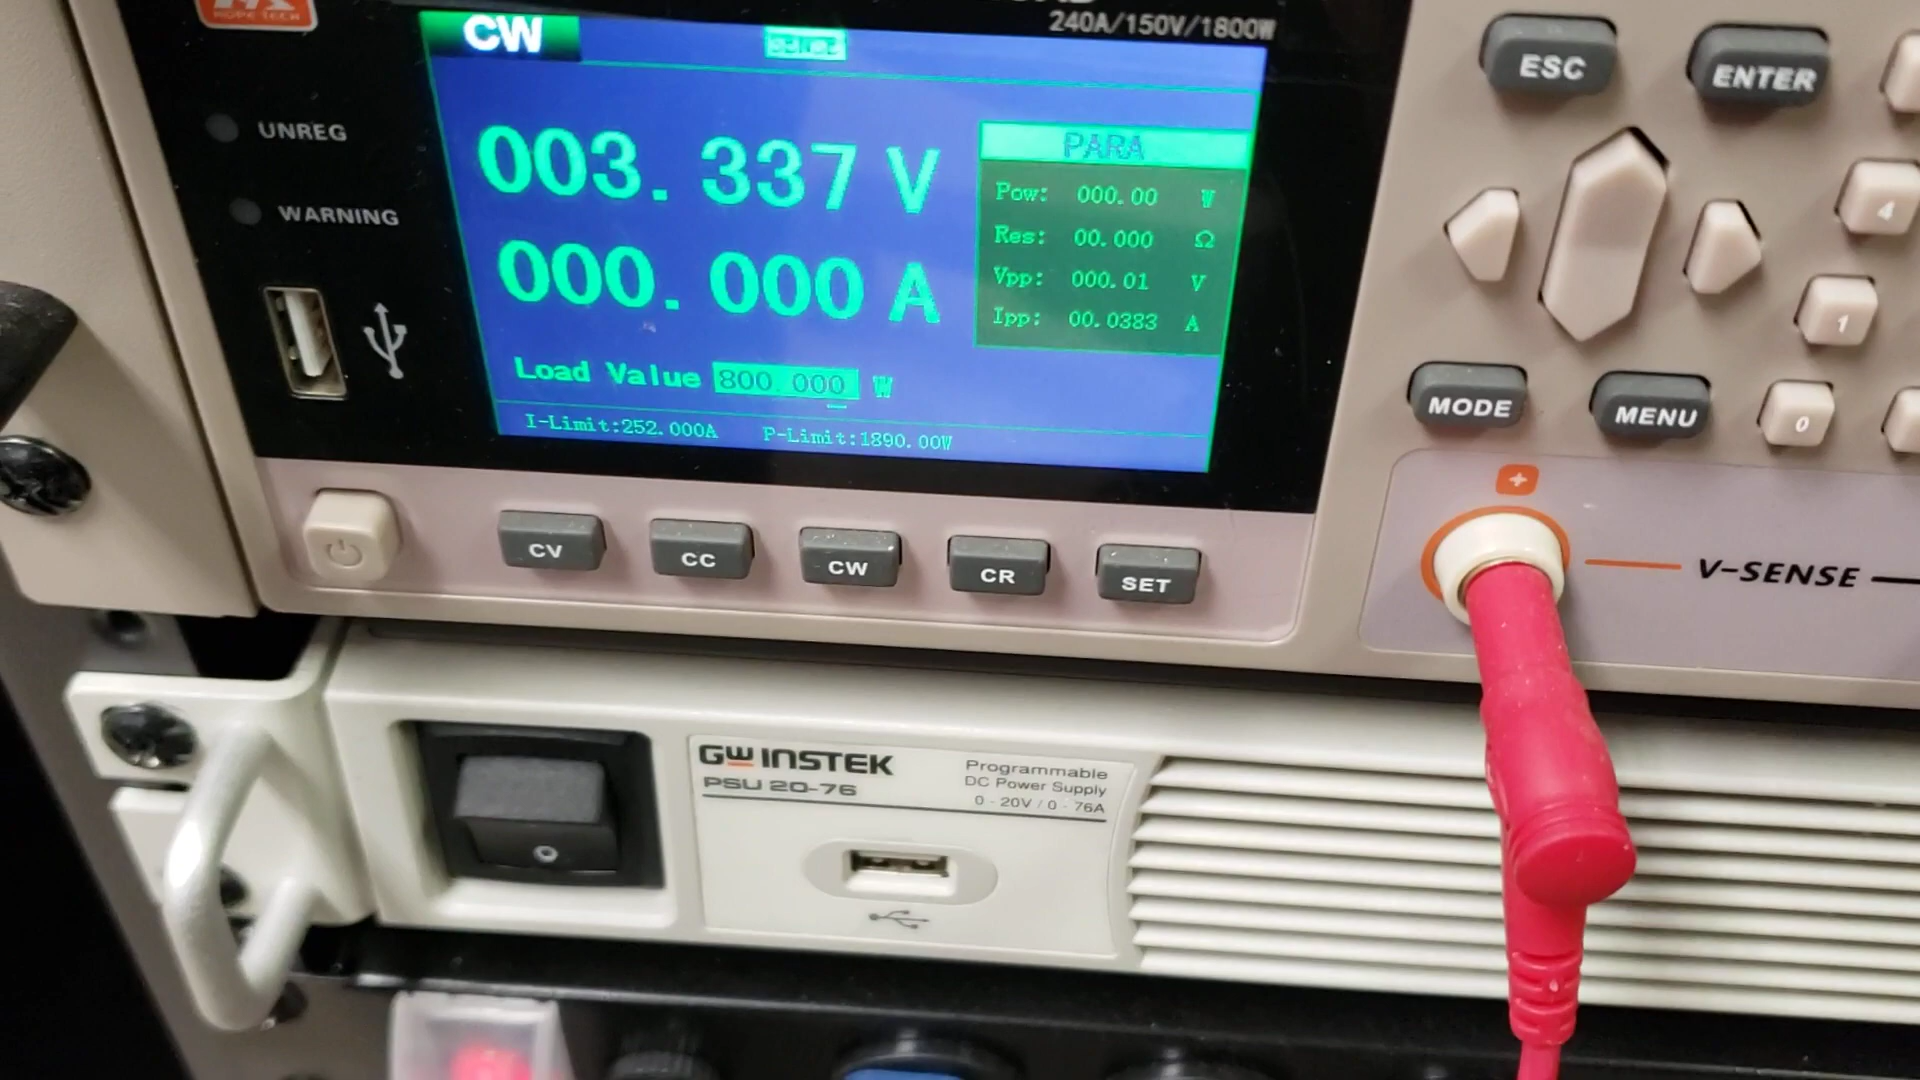 HOPE TECH
240A/150V/1800W
CW
UNREG
WARNING
003.337 V
000.000 A
PARA
Pow: 000.00 W
Res: 00.000 Ω
Vpp: 000.01 V
Ipp: 00.0383 A
Load Value 800.000 W
I-Limit:252.000A P-Limit:1890.00W
ESC
ENTER
4
1
MODE
MENU
0
CV
CC
CW
CR
SET
+
V-SENSE
GW INSTEK
PSU 20-76
Programmable
DC Power Supply
0 - 20V / 0 - 76A